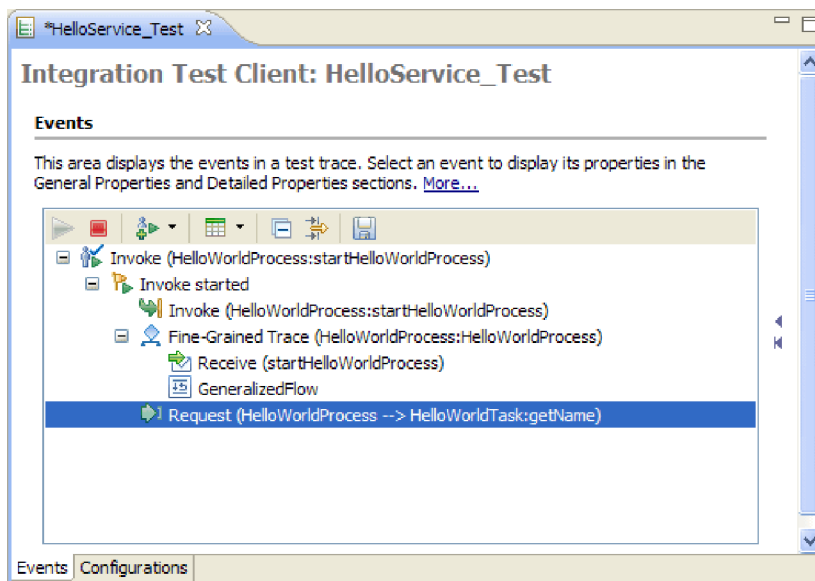 *HelloService_Test
Integration Test Client: HelloService_Test
Events
This area displays the events in a test trace. Select an event to display its properties in the
General Properties and Detailed Properties sections. More...
Invoke (HelloWorldProcess:startHelloWorldProcess)
Invoke started
Invoke (HelloWorldProcess:startHelloWorldProcess)
Fine-Grained Trace (HelloWorldProcess:HelloWorldProcess)
Receive (startHelloWorldProcess)
GeneralizedFlow
Request (HelloWorldProcess --> HelloWorldTask:getName)
Events Configurations